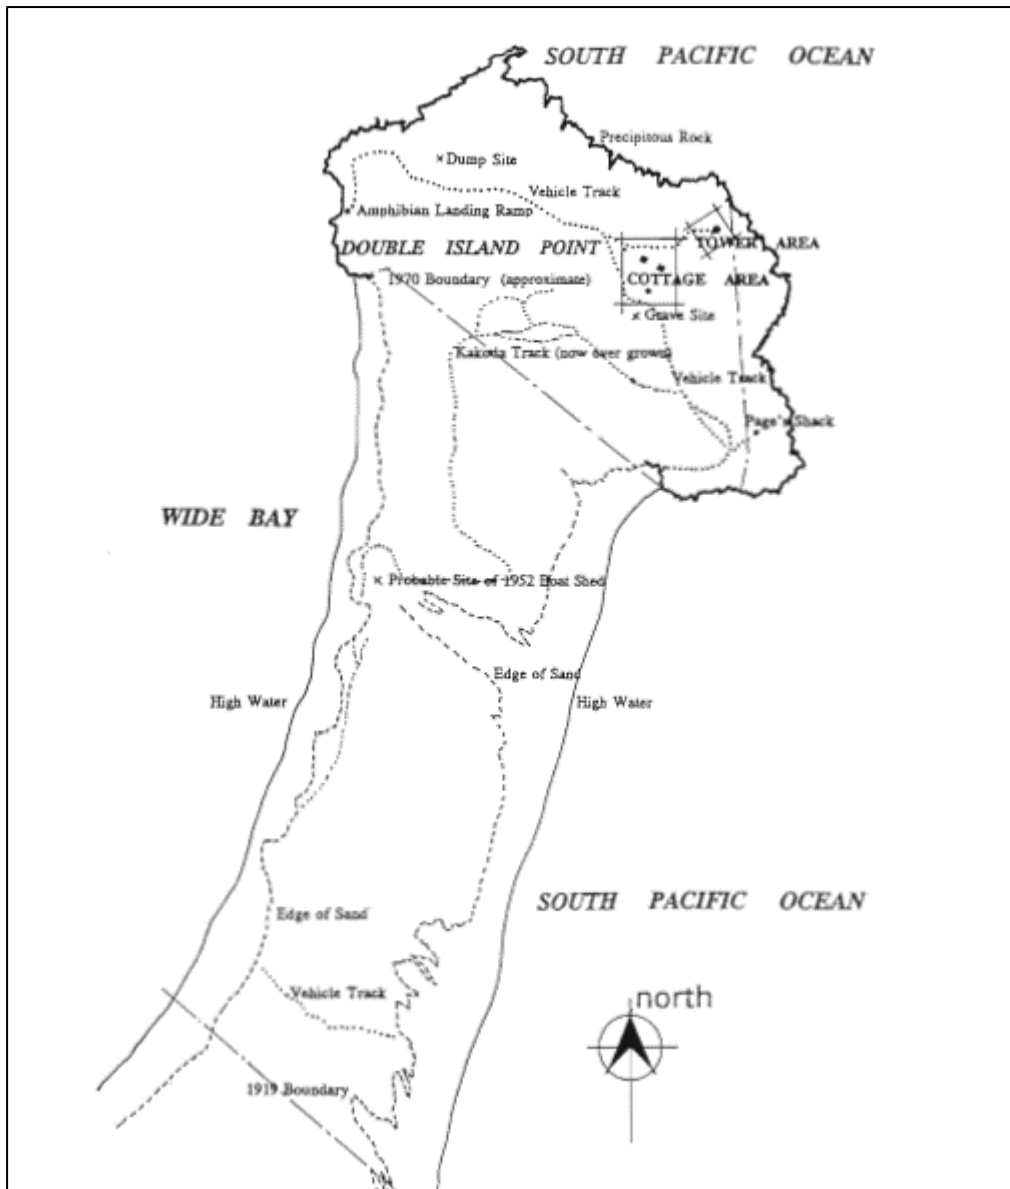 SOUTH PACIFIC OCEAN
Precipitous Rock
Dump Site
Vehicle Track
Amphibian Landing Ramp
TOWER AREA
DOUBLE ISLAND POINT
1970 Boundary (approximate)
COTTAGE AREA
Grave Site
Kakoda Track (now over grown)
Vehicle Track
Page's Shack
WIDE BAY
Probable Site of 1952 Boat Shed
Edge of Sand
High Water
High Water
SOUTH PACIFIC OCEAN
Edge of Sand
Vehicle Track
north
1919 Boundary